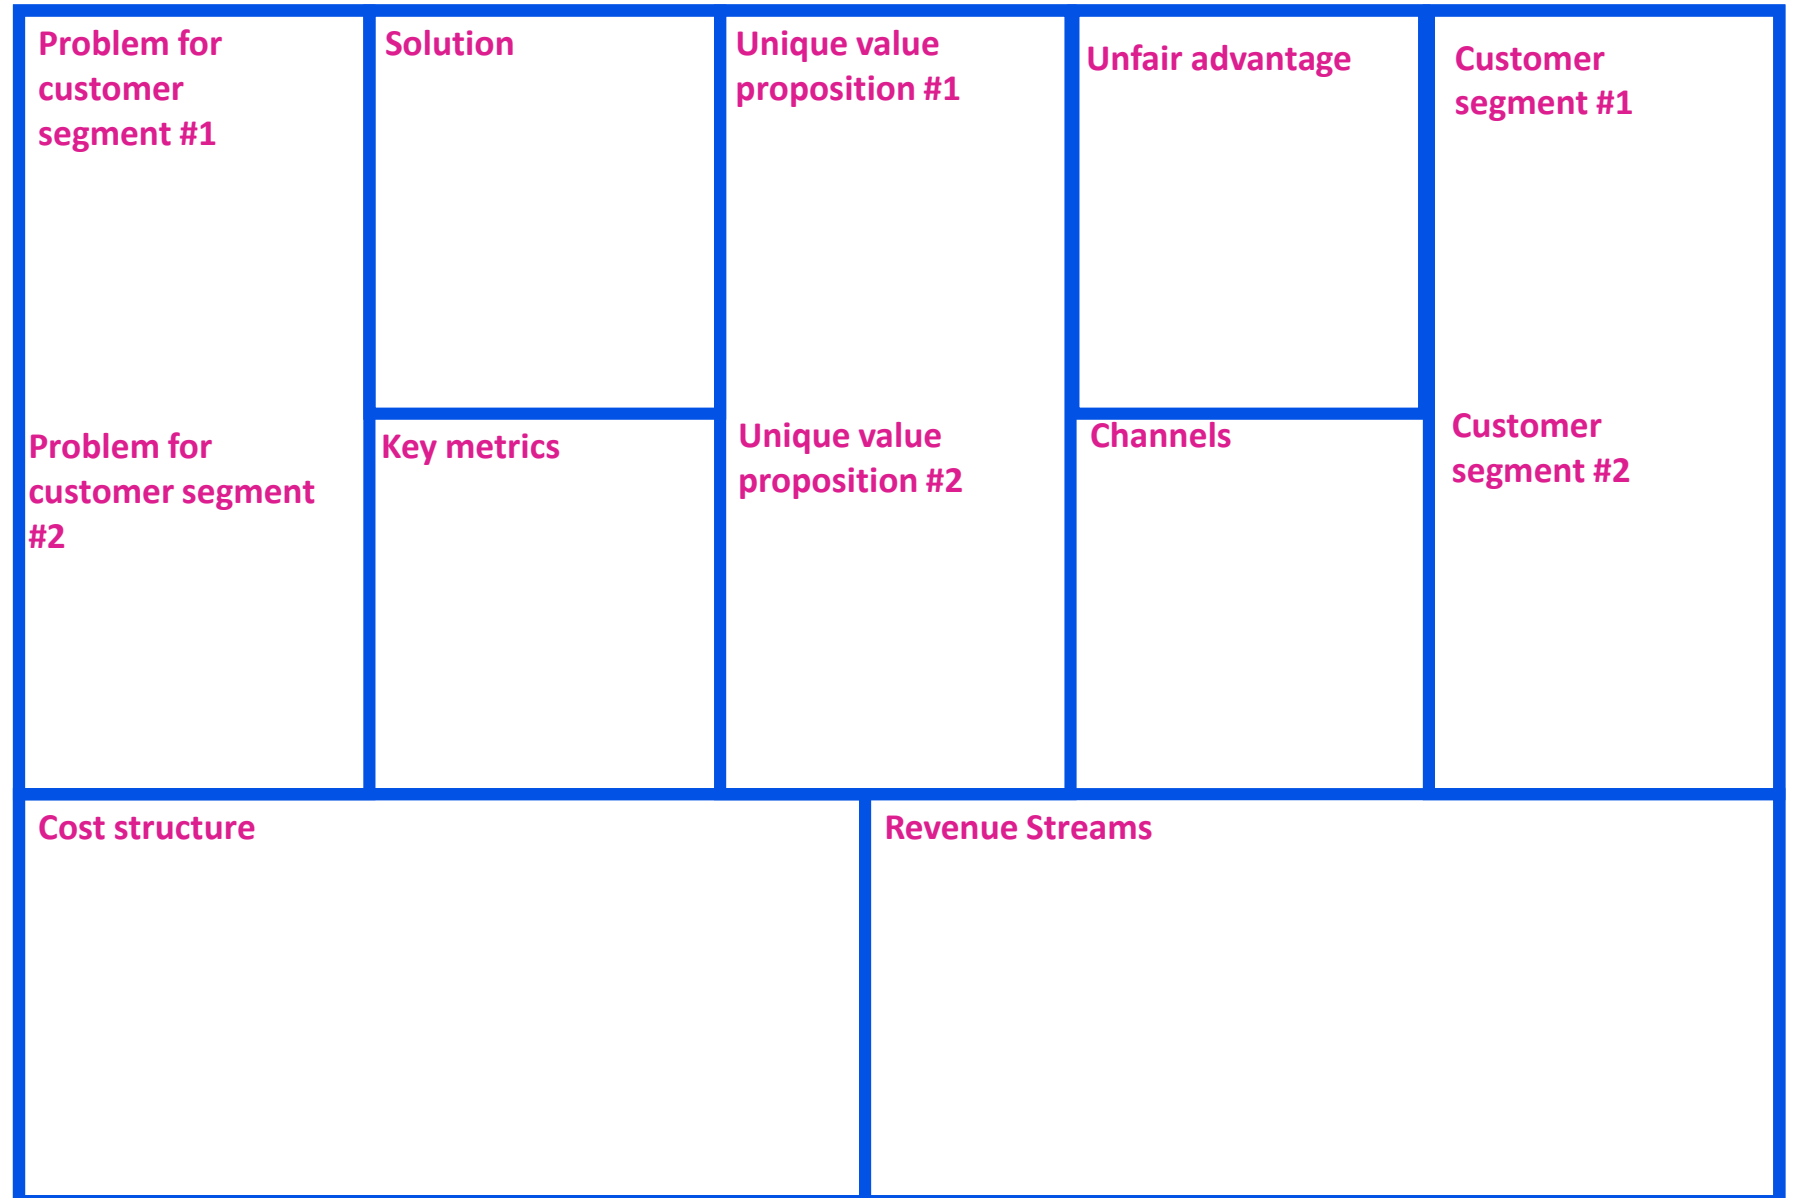 Problem for
customer
segment #1
Problem for
customer segment
#2
Solution
Key metrics
Unique value
proposition #1
Unique value
proposition #2
Unfair advantage
Channels
Customer
segment #1
Customer
segment #2
Cost structure
Revenue Streams